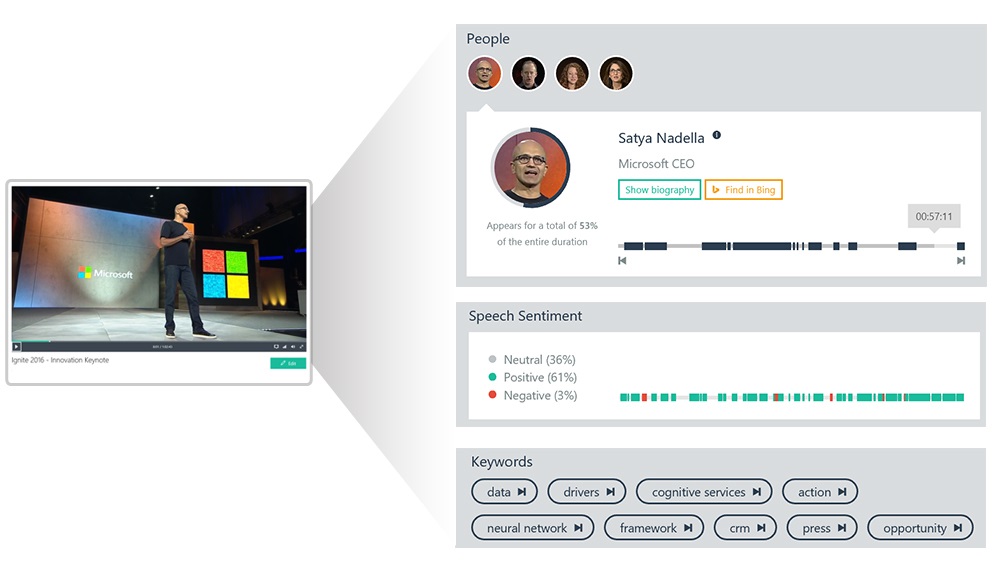 Microsoft
Ignite 2016 - Innovation Keynote
Edit
People
Satya Nadella
Microsoft CEO
Show biography
Find in Bing
Appears for a total of 53%
of the entire duration
00:57:11
Speech Sentiment
Neutral (36%)
Positive (61%)
Negative (3%)
Keywords
data
drivers
cognitive services
action
neural network
framework
crm
press
opportunity